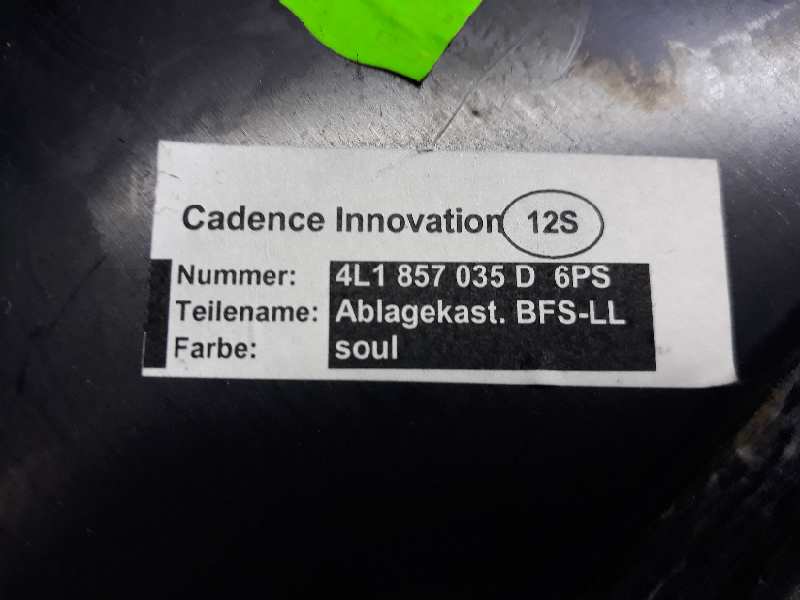 Cadence Innovation 12S
Nummer: 4L1 857 035 D 6PS
Teilename: Ablagekast. BFS-LL
Farbe: soul